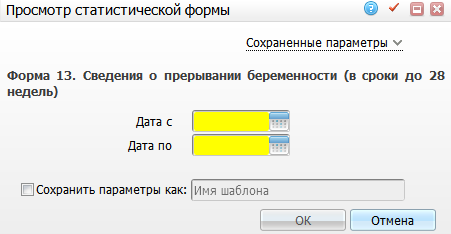 Просмотр статистической формы
Сохраненные параметры
Форма 13. Сведения о прерывании беременности (в сроки до 28
недель)
Дата с
Дата по
Сохранить параметры как: Имя шаблона
ОК Отмена